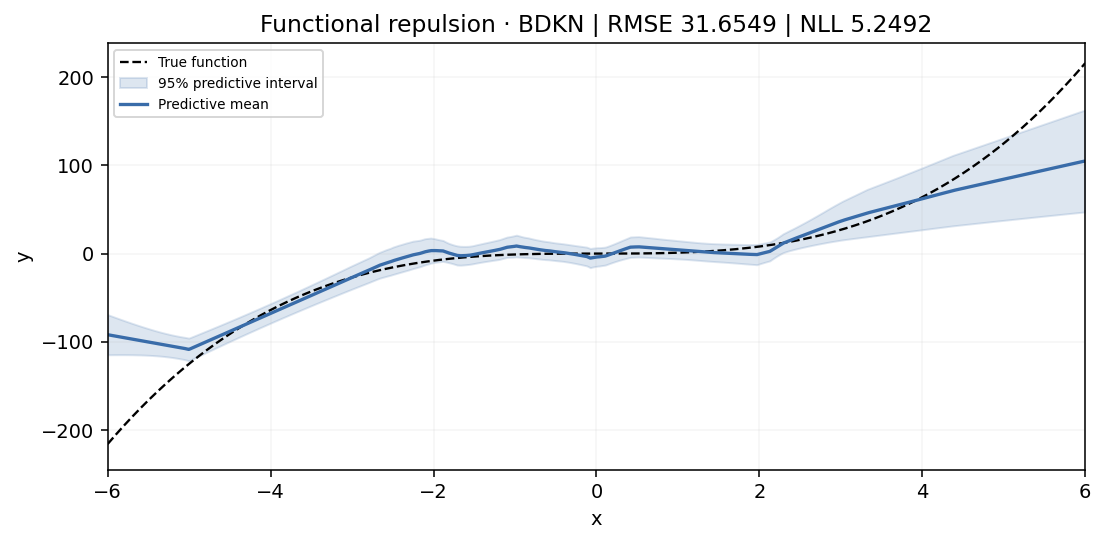 Functional repulsion · BDKN | RMSE 31.6549 | NLL 5.2492
True function
95% predictive interval
Predictive mean
200
100
0
−100
−200
y
−6 −4 −2 0 2 4 6
x